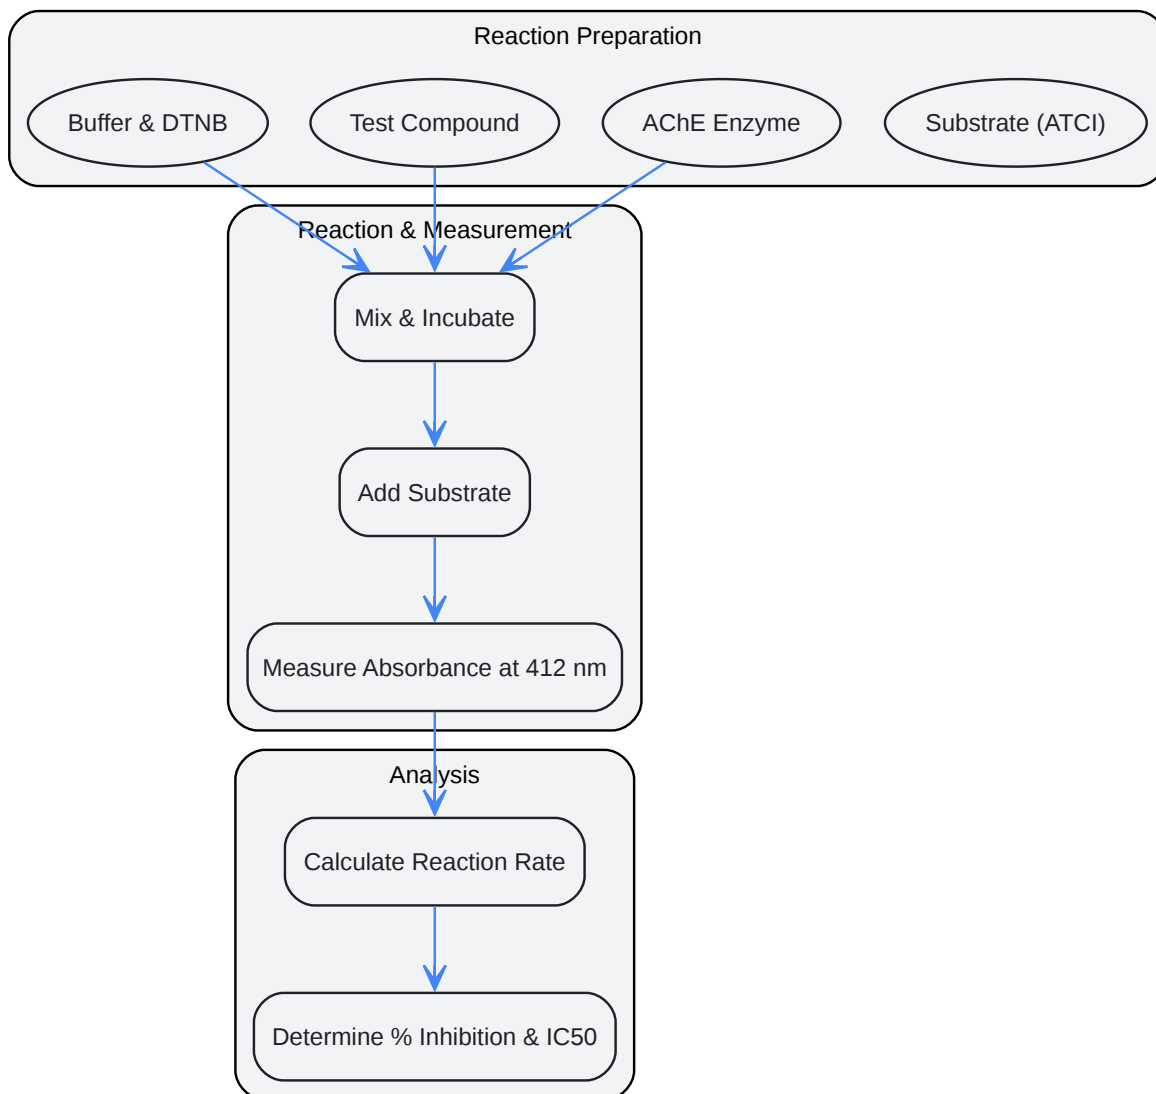 Reaction Preparation
Buffer & DTNB
Test Compound
AChE Enzyme
Substrate (ATCI)
Reaction & Measurement
Mix & Incubate
Add Substrate
Measure Absorbance at 412 nm
Analysis
Calculate Reaction Rate
Determine % Inhibition & IC50